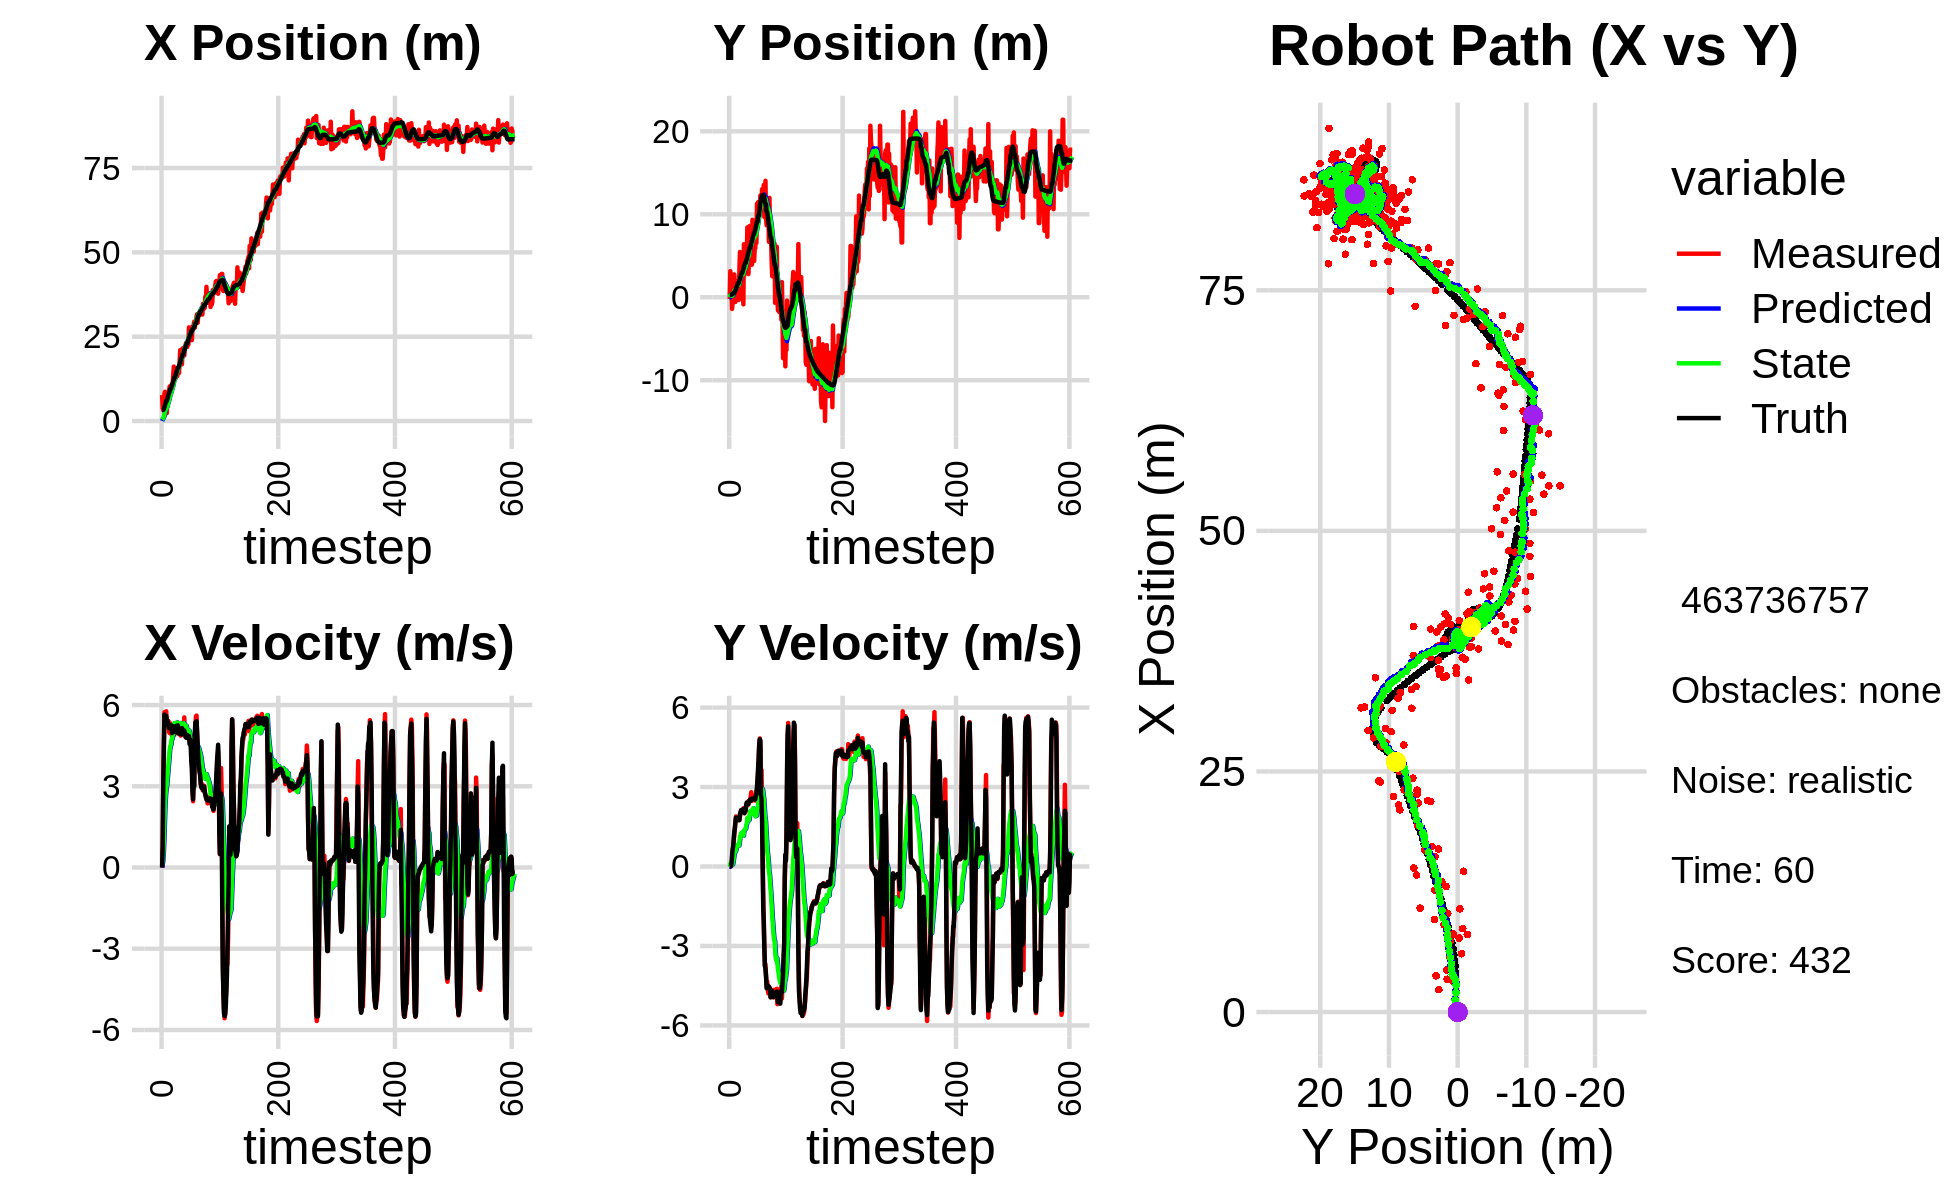 X Position (m)
75
50
25
0
0
200
400
600
timestep
Y Position (m)
20
10
0
-10
0
200
400
600
timestep
X Velocity (m/s)
6
3
0
-3
-6
0
200
400
600
timestep
Y Velocity (m/s)
6
3
0
-3
-6
0
200
400
600
timestep
Robot Path (X vs Y)
X Position (m)
75
50
25
0
20 10 0 -10 -20
Y Position (m)
variable
Measured
Predicted
State
Truth
463736757
Obstacles: none
Noise: realistic
Time: 60
Score: 432